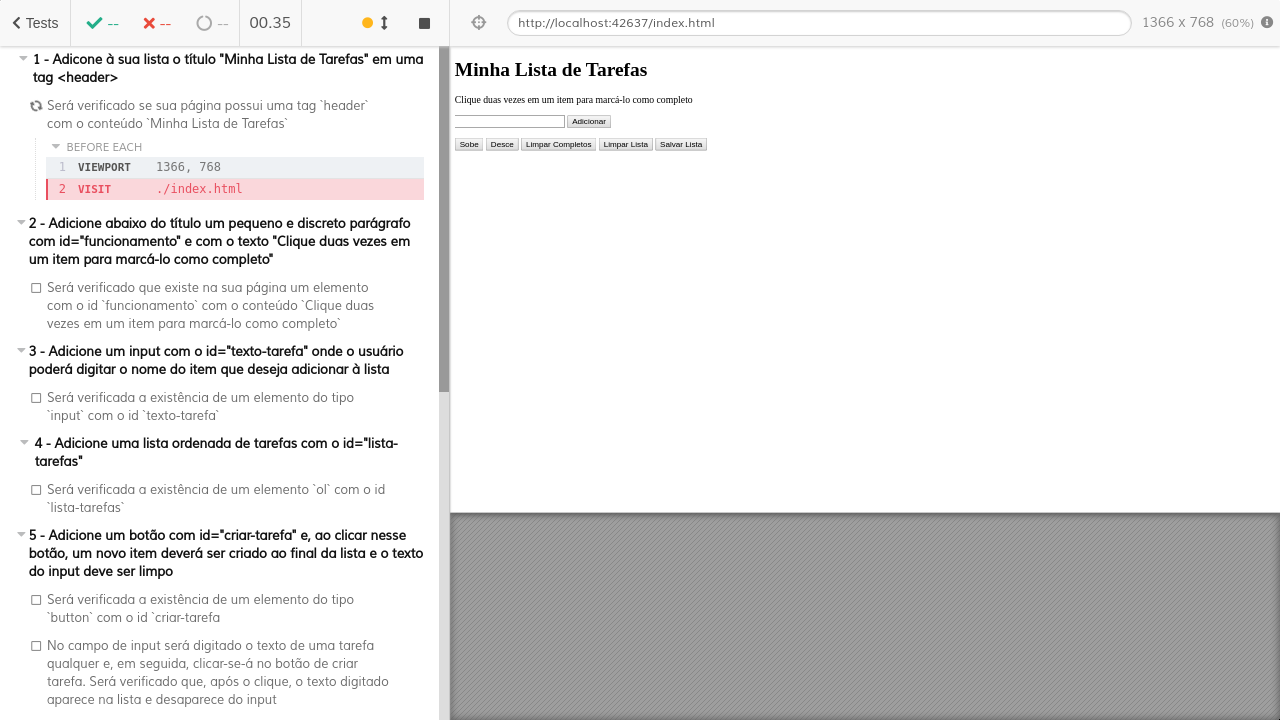 Tests
--
--
--
00.35
http://localhost:42637/index.html
1366 x 768 (60%)
1 - Adicone à sua lista o título "Minha Lista de Tarefas" em uma
tag <header>
Será verificado se sua página possui uma tag `header`
com o conteúdo `Minha Lista de Tarefas`
BEFORE EACH
1 VIEWPORT 1366, 768
2 VISIT ./index.html
2 - Adicione abaixo do título um pequeno e discreto parágrafo
com id="funcionamento" e com o texto "Clique duas vezes em
um item para marcá-lo como completo"
Será verificado que existe na sua página um elemento
com o id `funcionamento` com o conteúdo `Clique duas
vezes em um item para marcá-lo como completo`
3 - Adicione um input com o id="texto-tarefa" onde o usuário
poderá digitar o nome do item que deseja adicionar à lista
Será verificada a existência de um elemento do tipo
`input` com o id `texto-tarefa`
4 - Adicione uma lista ordenada de tarefas com o id="lista-
tarefas"
Será verificada a existência de um elemento `ol` com o id
`lista-tarefas`
5 - Adicione um botão com id="criar-tarefa" e, ao clicar nesse
botão, um novo item deverá ser criado ao final da lista e o texto
do input deve ser limpo
Será verificada a existência de um elemento do tipo
`button` com o id `criar-tarefa
No campo de input será digitado o texto de uma tarefa
qualquer e, em seguida, clicar-se-á no botão de criar
tarefa. Será verificado que, após o clique, o texto digitado
aparece na lista e desaparece do input
Minha Lista de Tarefas
Clique duas vezes em um item para marcá-lo como completo
Adicionar
Sobe Desce Limpar Completos Limpar Lista Salvar Lista